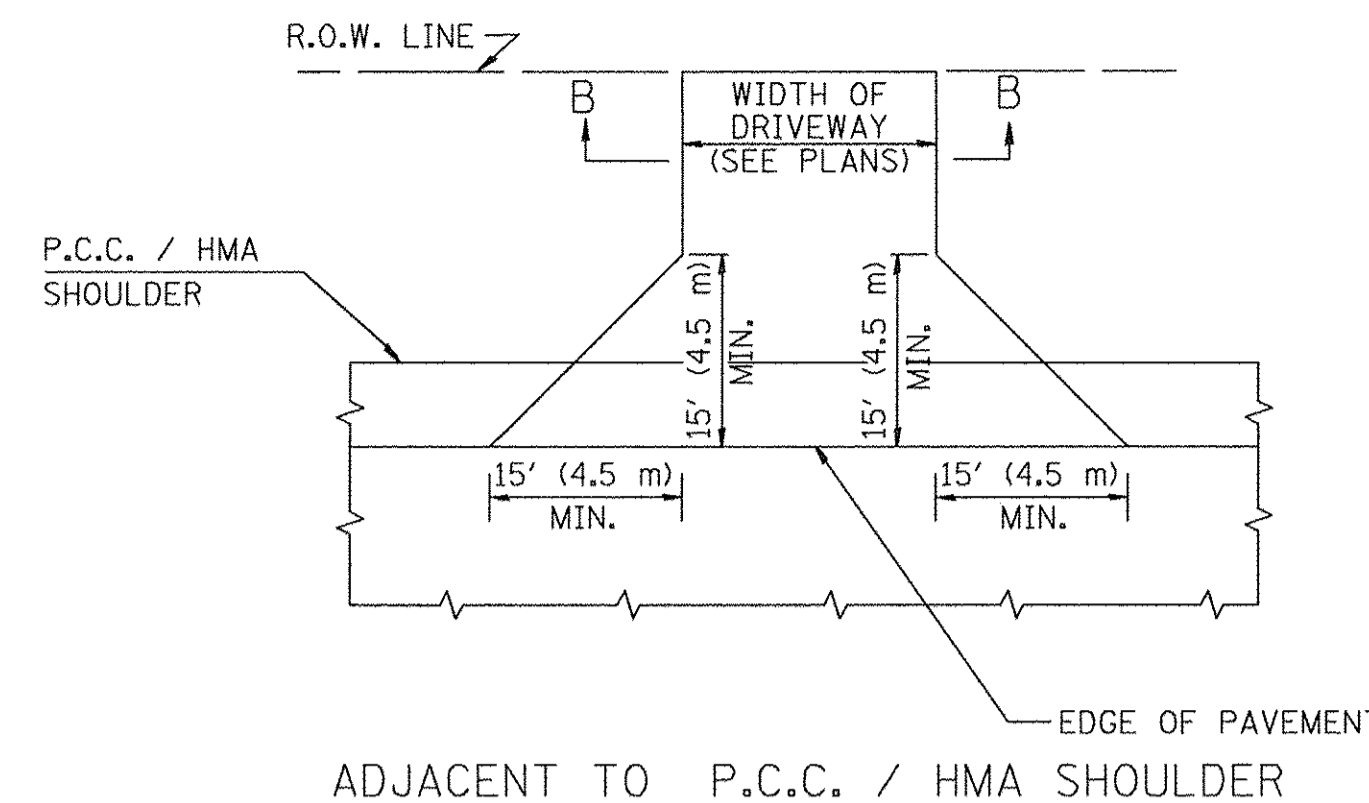 R.O.W. LINE
B
WIDTH OF
DRIVEWAY
(SEE PLANS)
B
P.C.C. / HMA
SHOULDER
15' (4.5 m)
MIN.
15' (4.5 m)
MIN.
15' (4.5 m)
MIN.
15' (4.5 m)
MIN.
EDGE OF PAVEMENT
ADJACENT TO P.C.C. / HMA SHOULDER